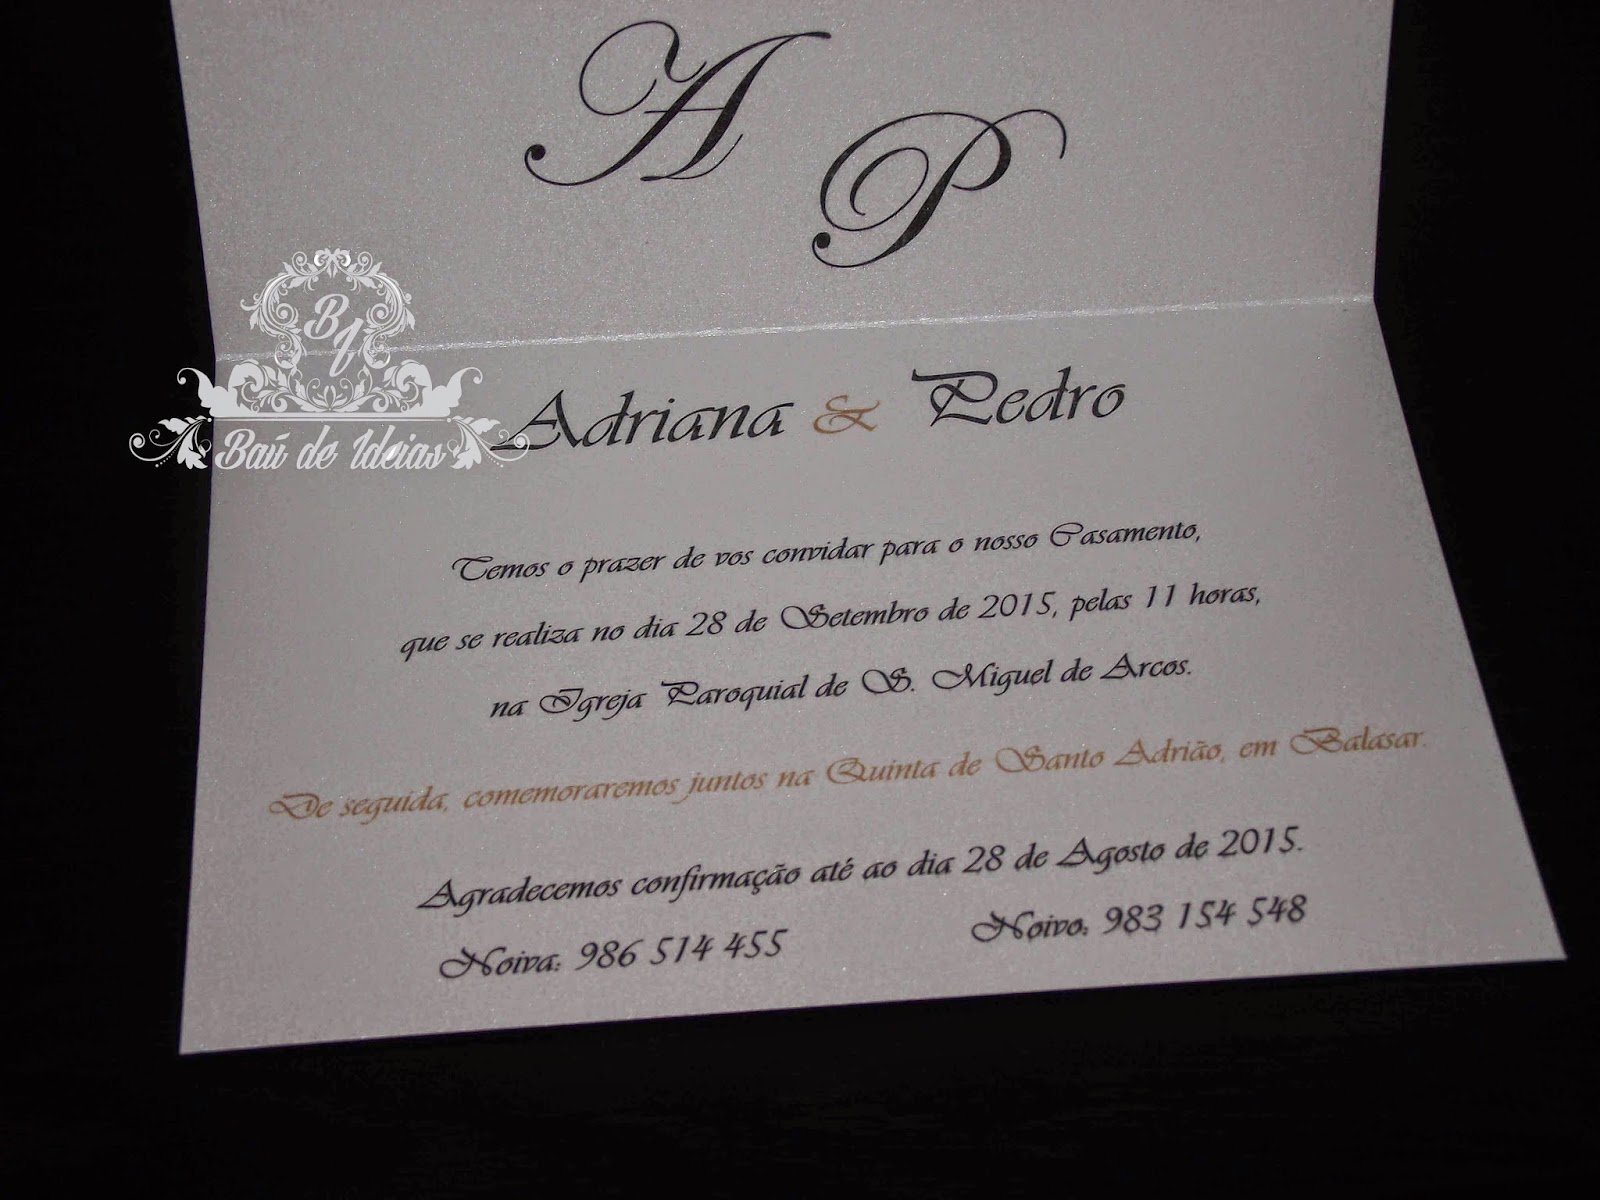 A
P
BI
Baú de Ideias
Adriana & Pedro
Temos o prazer de vos convidar para o nosso Casamento,
que se realiza no dia 28 de Setembro de 2015, pelas 11 horas,
na Igreja Paroquial de S. Miguel de Arcos.
De seguida, comemoraremos juntos na Quinta de Santo Adrião, em Balasar.
Agradecemos confirmação até ao dia 28 de Agosto de 2015.
Noiva: 986 514 455 Noivo: 983 154 548